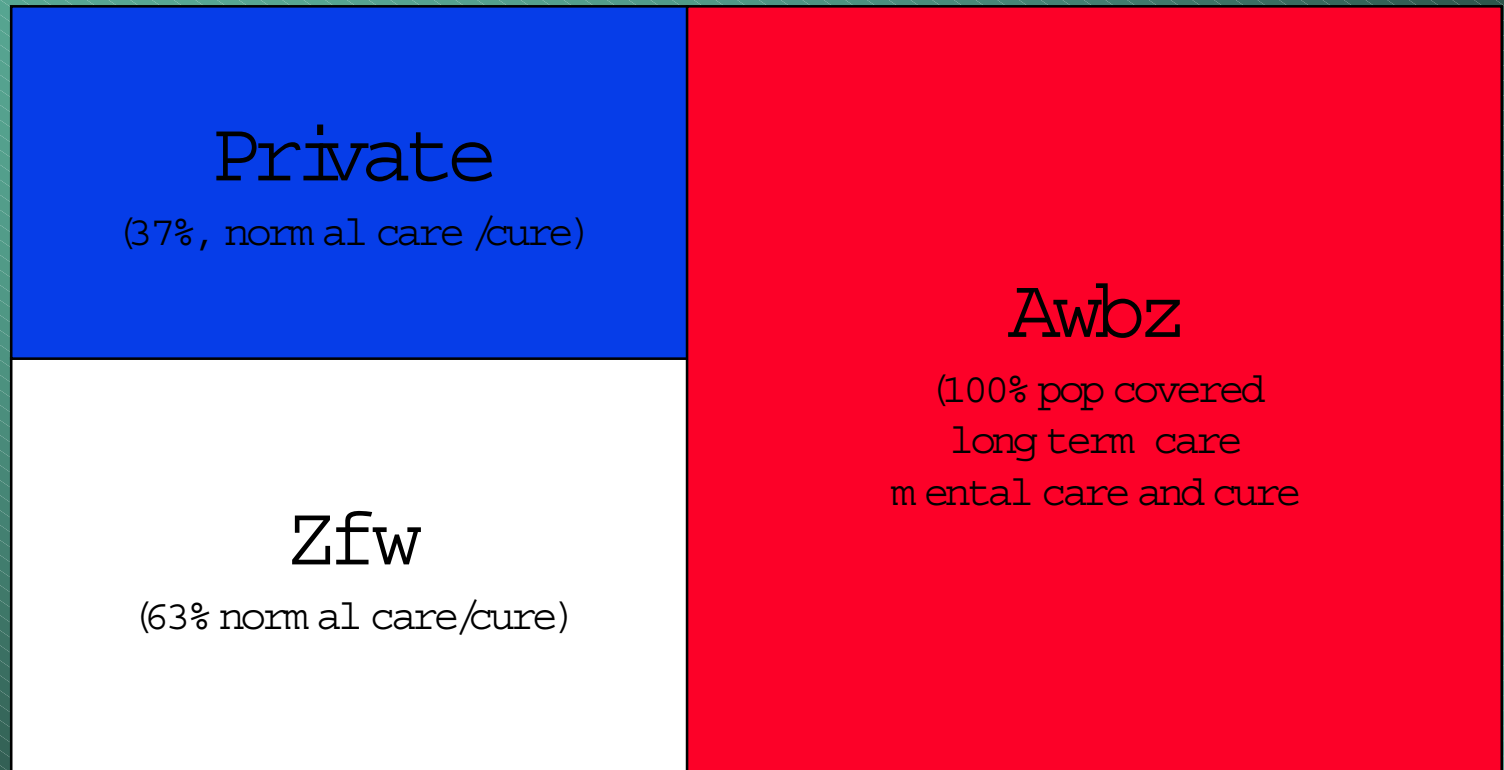 Private
(37%, normal care /cure)
Zfw
(63% normal care/cure)
Awbz
(100% pop covered
long term care
mental care and cure